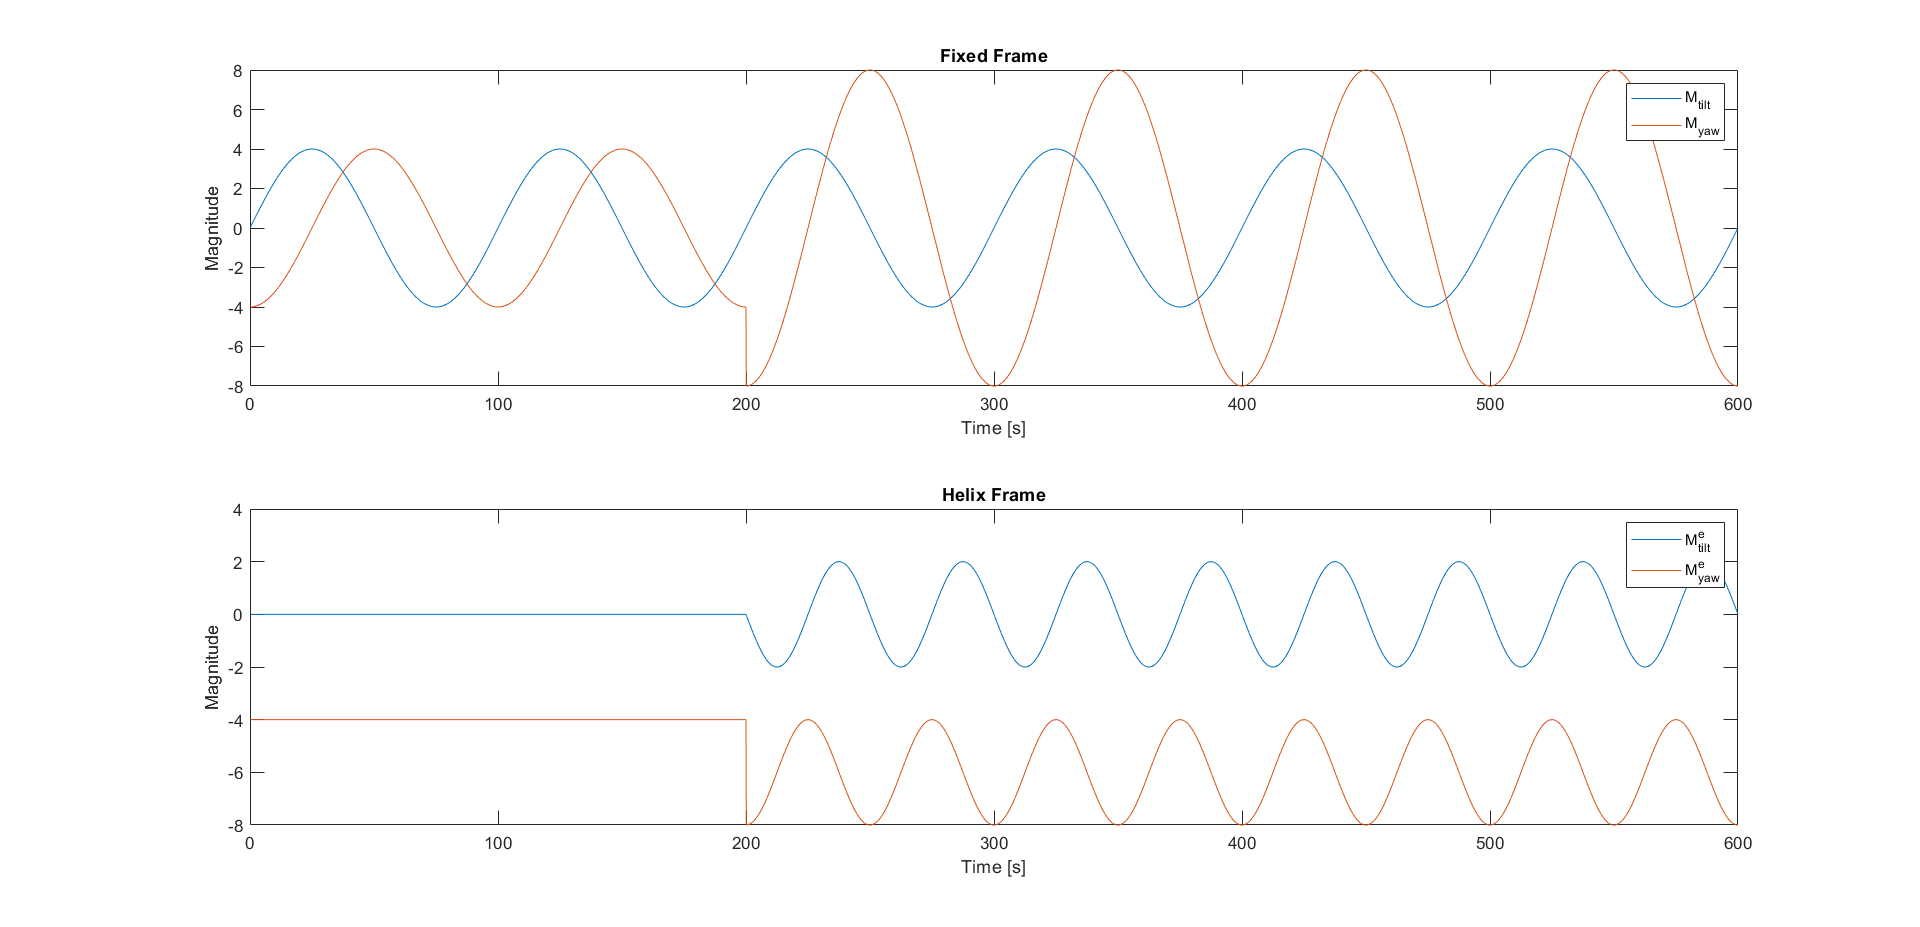 Fixed Frame
8
6
4
2
0
-2
-4
-6
-8
Magnitude
M_tilt
M_yaw
0 100 200 300 400 500 600
Time [s]
Helix Frame
4
2
0
-2
-4
-6
-8
Magnitude
M^e_tilt
M^e_yaw
0 100 200 300 400 500 600
Time [s]